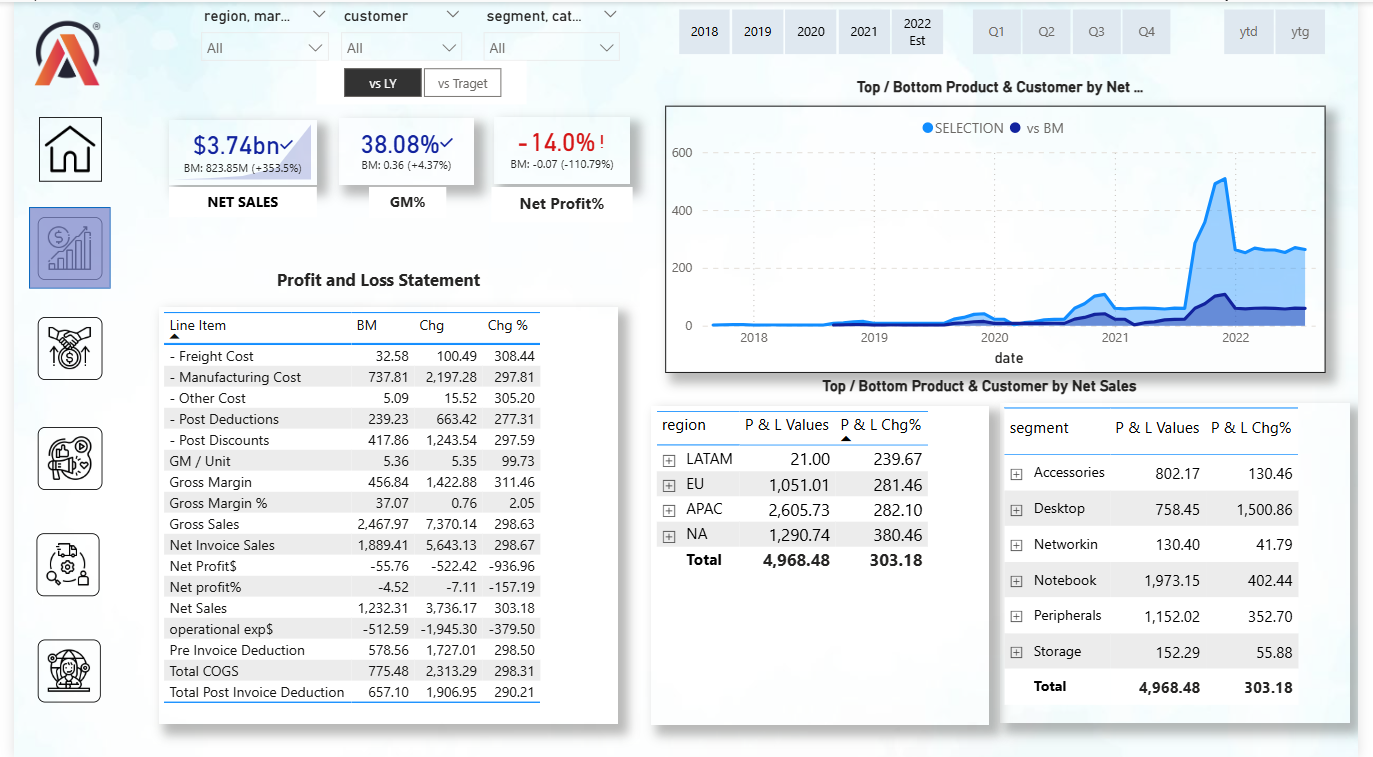 region, mar... customer segment, cat...
All All All
vs LY vs Traget
2018 2019 2020 2021 2022 Est
Q1 Q2 Q3 Q4
ytd ytg
$3.74bn
BM: 823.85M (+353.5%)
NET SALES
38.08%
BM: 0.36 (+4.37%)
GM%
-14.0%!
BM: -0.07 (-110.79%)
Net Profit%
Top / Bottom Product & Customer by Net ...
SELECTION vs BM
600
400
200
0
2018 2019 2020 2021 2022
date
Profit and Loss Statement
Line Item BM Chg Chg %
- Freight Cost 32.58 100.49 308.44
- Manufacturing Cost 737.81 2,197.28 297.81
- Other Cost 5.09 15.52 305.20
- Post Deductions 239.23 663.42 277.31
- Post Discounts 417.86 1,243.54 297.59
GM / Unit 5.36 5.35 99.73
Gross Margin 456.84 1,422.88 311.46
Gross Margin % 37.07 0.76 2.05
Gross Sales 2,467.97 7,370.14 298.63
Net Invoice Sales 1,889.41 5,643.13 298.67
Net Profit$ -55.76 -522.42 -936.96
Net profit% -4.52 -7.11 -157.19
Net Sales 1,232.31 3,736.17 303.18
operational exp$ -512.59 -1,945.30 -379.50
Pre Invoice Deduction 578.56 1,727.01 298.50
Total COGS 775.48 2,313.29 298.31
Total Post Invoice Deduction 657.10 1,906.95 290.21
Top / Bottom Product & Customer by Net Sales
region P & L Values P & L Chg%
LATAM 21.00 239.67
EU 1,051.01 281.46
APAC 2,605.73 282.10
NA 1,290.74 380.46
Total 4,968.48 303.18
segment P & L Values P & L Chg%
Accessories 802.17 130.46
Desktop 758.45 1,500.86
Networkin 130.40 41.79
Notebook 1,973.15 402.44
Peripherals 1,152.02 352.70
Storage 152.29 55.88
Total 4,968.48 303.18